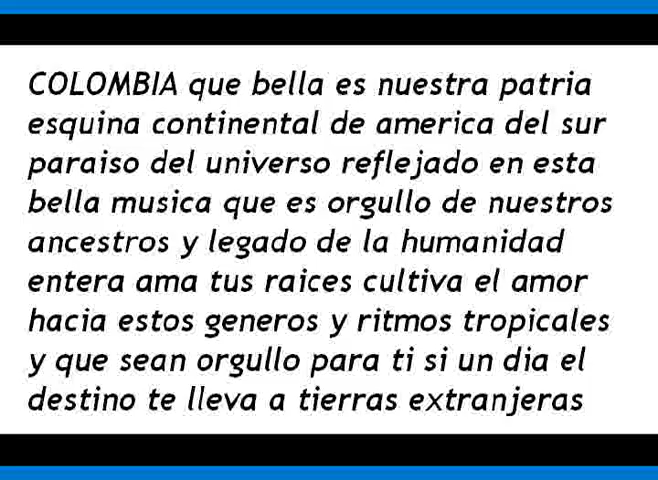 COLOMBIA que bella es nuestra patria
esquina continental de america del sur
paraiso del universo reflejado en esta
bella musica que es orgullo de nuestros
ancestros y legado de la humanidad
entera ama tus raices cultiva el amor
hacia estos generos y ritmos tropicales
y que sean orgullo para ti si un dia el
destino te lleva a tierras extranjeras